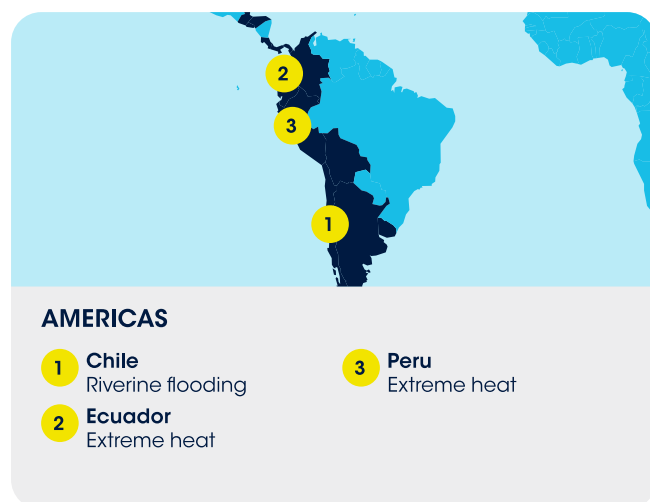 2
3
1
AMERICAS
1 Chile
Riverine flooding
2 Ecuador
Extreme heat
3 Peru
Extreme heat